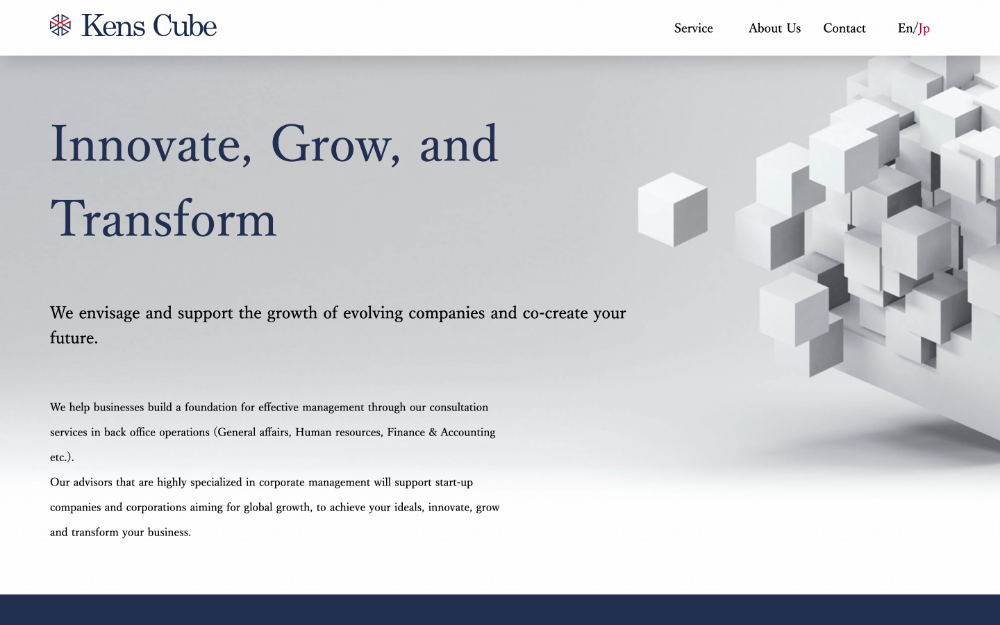 Kens Cube
Service
About Us
Contact
En/Jp
Innovate, Grow, and
Transform
We envisage and support the growth of evolving companies and co-create your
future.
We help businesses build a foundation for effective management through our consultation
services in back office operations (General affairs, Human resources, Finance & Accounting
etc.).
Our advisors that are highly specialized in corporate management will support start-up
companies and corporations aiming for global growth, to achieve your ideals, innovate, grow
and transform your business.